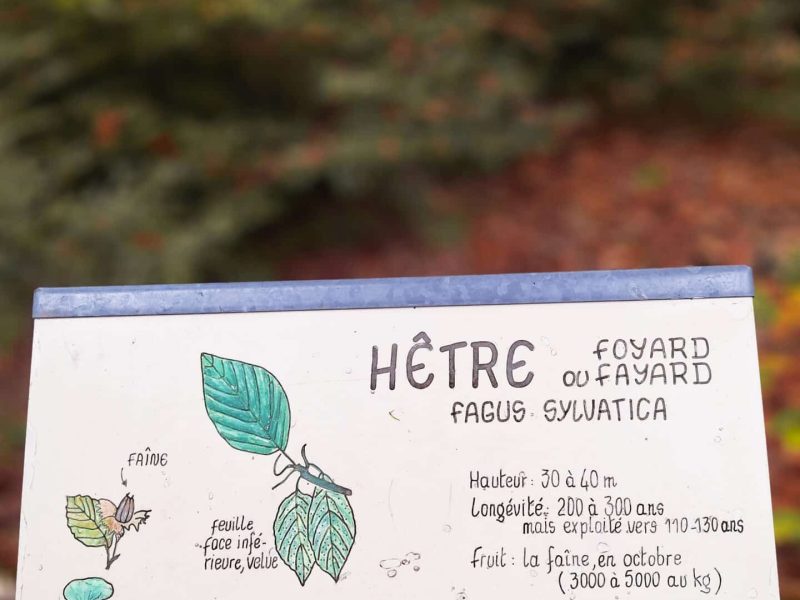 HÊTRE ou FOYARD
FAYARD
FAGUS SYLVATICA
FAÎNE
feuille
face infé-
rieure, velue
Hauteur : 30 à 40 m
Longévité : 200 à 300 ans
mais exploité vers 110-130 ans
Fruit : la faîne, en octobre
(3000 à 5000 au kg)